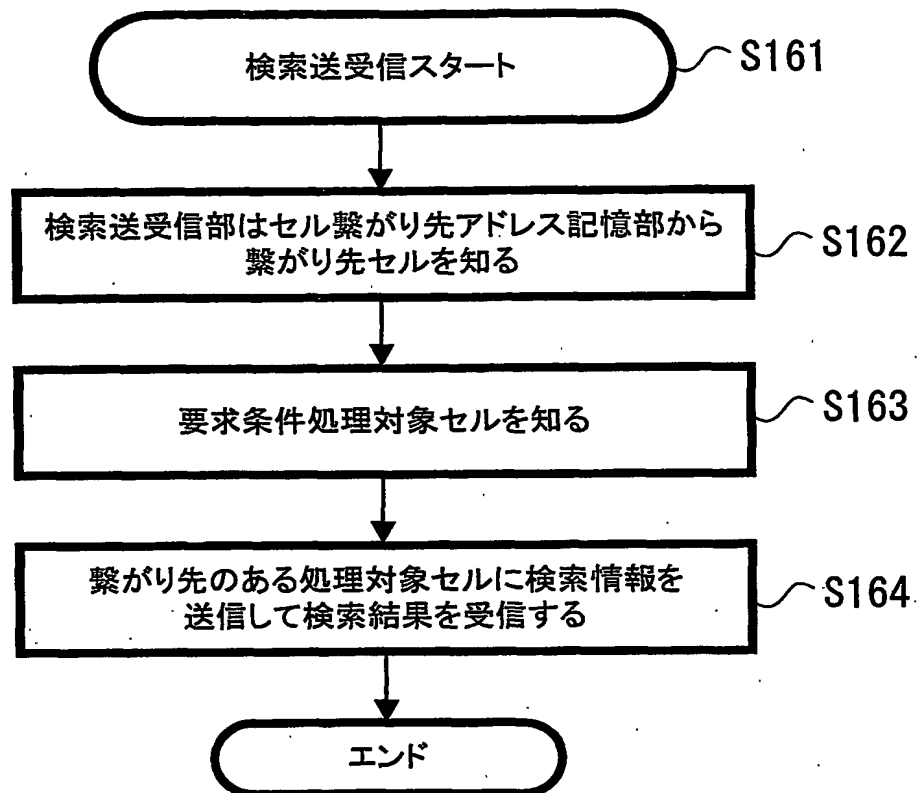 検索送受信スタート
S161
検索送受信部はセル繋がり先アドレス記憶部から
繋がり先セルを知る
S162
要求条件処理対象セルを知る
S163
繋がり先のある処理対象セルに検索情報を
送信して検索結果を受信する
S164
エンド